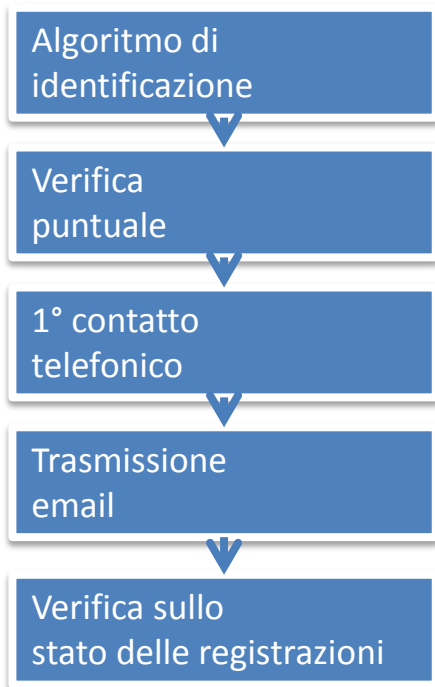 Algoritmo di
identificazione
Verifica
puntuale
1° contatto
telefonico
Trasmissione
email
Verifica sullo
stato delle registrazioni